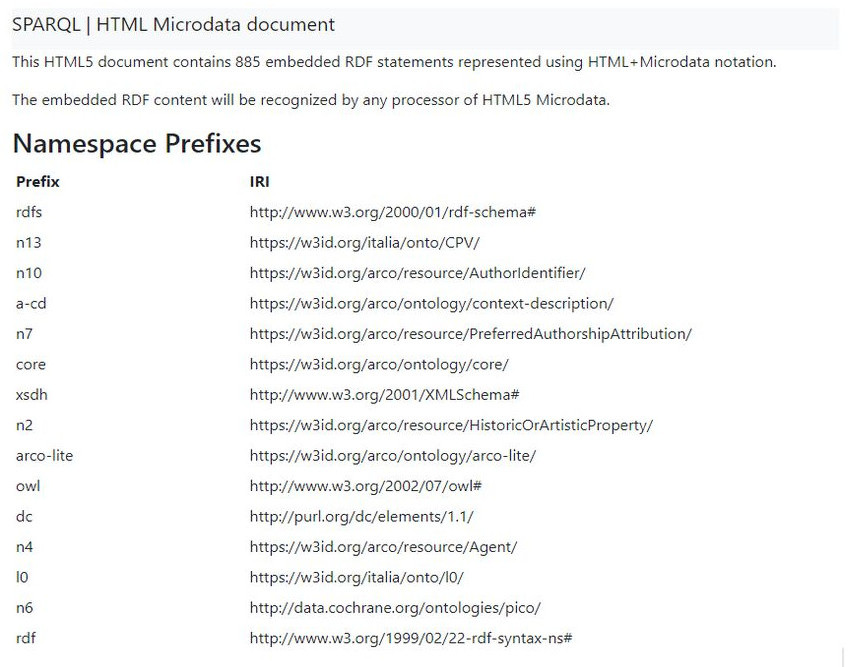 SPARQL | HTML Microdata document
This HTML5 document contains 885 embedded RDF statements represented using HTML+Microdata notation.
The embedded RDF content will be recognized by any processor of HTML5 Microdata.
Namespace Prefixes
Prefix IRI
rdfs http://www.w3.org/2000/01/rdf-schema#
n13 https://w3id.org/italia/onto/CPV/
n10 https://w3id.org/arco/resource/AuthorIdentifier/
a-cd https://w3id.org/arco/ontology/context-description/
n7 https://w3id.org/arco/resource/PreferredAuthorshipAttribution/
core https://w3id.org/arco/ontology/core/
xsdh http://www.w3.org/2001/XMLSchema#
n2 https://w3id.org/arco/resource/HistoricOrArtisticProperty/
arco-lite https://w3id.org/arco/ontology/arco-lite/
owl http://www.w3.org/2002/07/owl#
dc http://purl.org/dc/elements/1.1/
n4 https://w3id.org/arco/resource/Agent/
l0 https://w3id.org/italia/onto/l0/
n6 http://data.cochrane.org/ontologies/pico/
rdf http://www.w3.org/1999/02/22-rdf-syntax-ns#